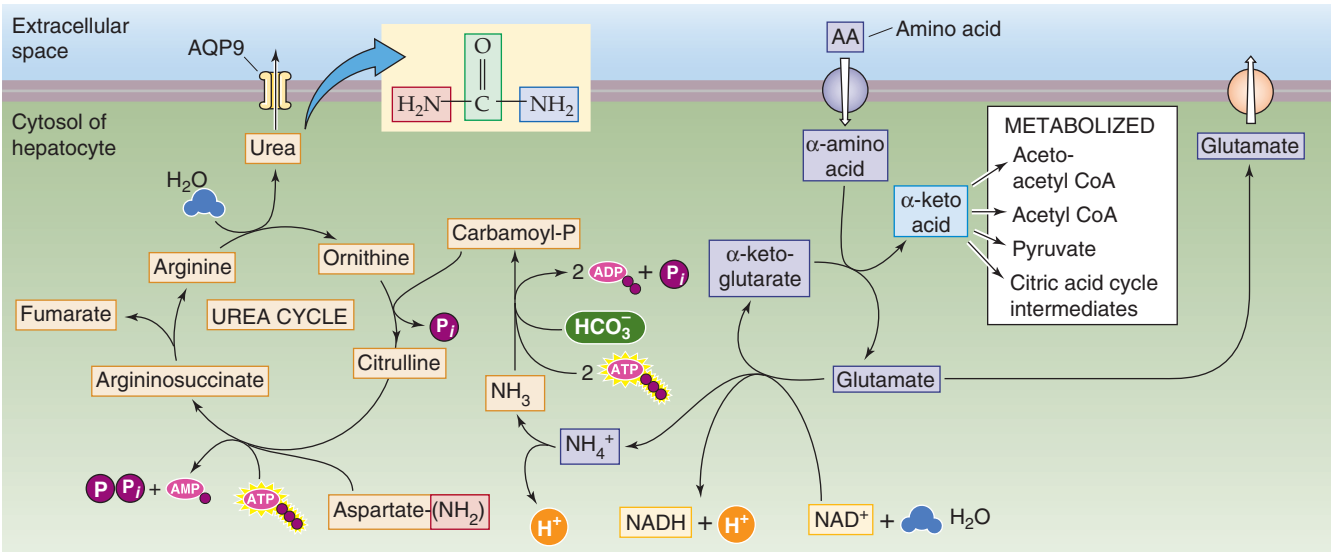 Extracellular
space
AQP9
O
H₂N C NH₂
AA
Amino acid
Cytosol of
hepatocyte
Urea
H₂O
α-amino
acid
METABOLIZED
Aceto-
acetyl CoA
Acetyl CoA
Pyruvate
Citric acid cycle
intermediates
Glutamate
α-keto
acid
Carbamoyl-P
Ornithine
Arginine
α-keto-
glutarate
2 ADP + Pᵢ
Fumarate
UREA CYCLE
Pᵢ
HCO₃⁻
Citrulline
2 ATP
Argininosuccinate
NH₃
Glutamate
NH₄⁺
P Pᵢ + AMP
ATP
Aspartate-(NH₂)
H⁺
NADH + H⁺
NAD⁺ + H₂O